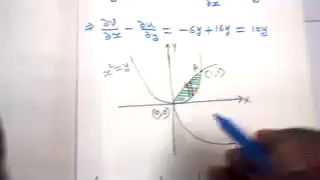 ⇒ ∂v/∂x - ∂u/∂y = -6y + 16y = 10y
Y
x²=y
A
(1,1)
(0,0)
X